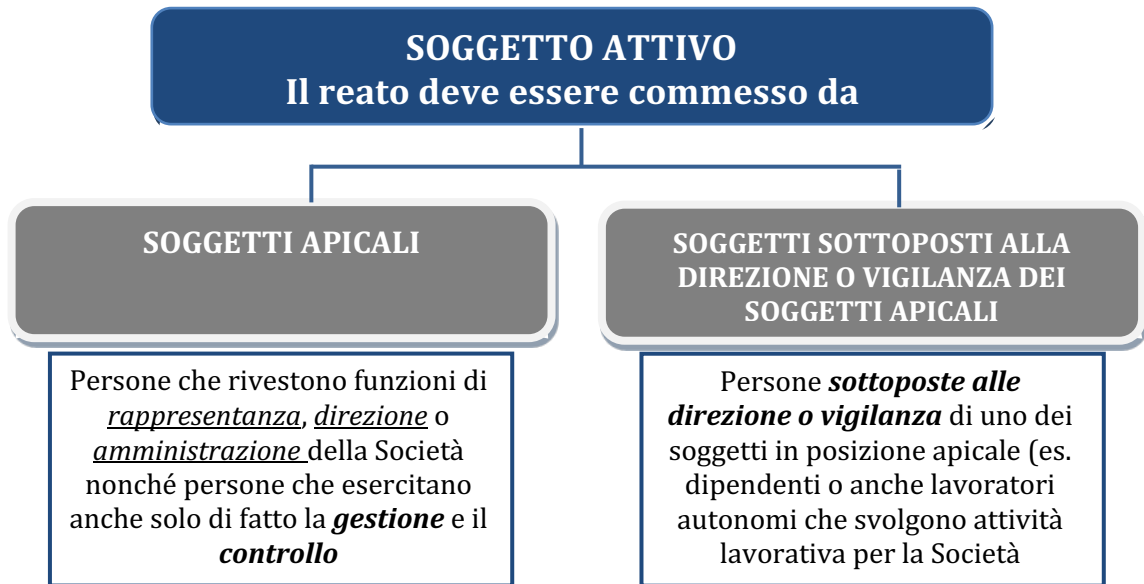 SOGGETTO ATTIVO
Il reato deve essere commesso da
SOGGETTI APICALI
SOGGETTI SOTTOPOSTI ALLA
DIREZIONE O VIGILANZA DEI
SOGGETTI APICALI
Persone che rivestono funzioni di
rappresentanza, direzione o
amministrazione della Società
nonché persone che esercitano
anche solo di fatto la gestione e il
controllo
Persone sottoposte alle
direzione o vigilanza di uno dei
soggetti in posizione apicale (es.
dipendenti o anche lavoratori
autonomi che svolgono attività
lavorativa per la Società